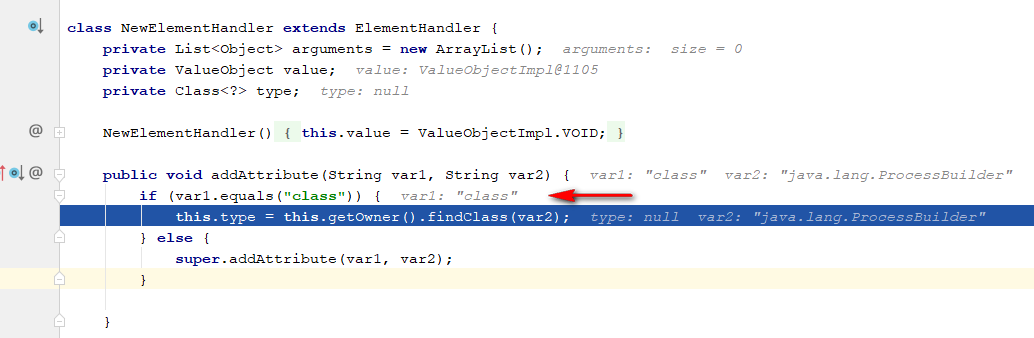 class NewElementHandler extends ElementHandler {
private List<Object> arguments = new ArrayList(); arguments: size = 0
private ValueObject value; value: ValueObjectImpl@1105
private Class<?> type; type: null
NewElementHandler() { this.value = ValueObjectImpl.VOID; }
public void addAttribute(String var1, String var2) { var1: "class" var2: "java.lang.ProcessBuilder"
if (var1.equals("class")) { var1: "class"
this.type = this.getOwner().findClass(var2); type: null var2: "java.lang.ProcessBuilder"
} else {
super.addAttribute(var1, var2);
}
}